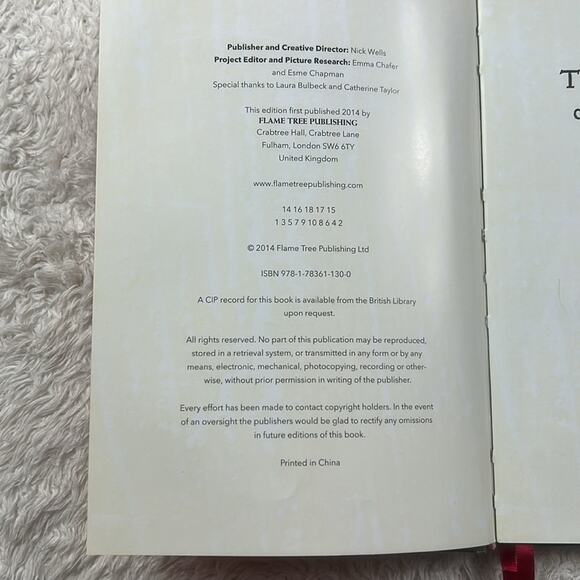 Publisher and Creative Director: Nick Wells
Project Editor and Picture Research: Emma Chafer
and Esme Chapman
Special thanks to Laura Bulbeck and Catherine Taylor
This edition first published 2014 by
FLAME TREE PUBLISHING
Crabtree Hall, Crabtree Lane
Fulham, London SW6 6TY
United Kingdom
www.flametreepublishing.com
14 16 18 17 15
1 3 5 7 9 10 8 6 4 2
© 2014 Flame Tree Publishing Ltd
ISBN 978-1-78361-130-0
A CIP record for this book is available from the British Library
upon request.
All rights reserved. No part of this publication may be reproduced,
stored in a retrieval system, or transmitted in any form or by any
means, electronic, mechanical, photocopying, recording or other-
wise, without prior permission in writing of the publisher.
Every effort has been made to contact copyright holders. In the event
of an oversight the publishers would be glad to rectify any omissions
in future editions of this book.
Printed in China
T